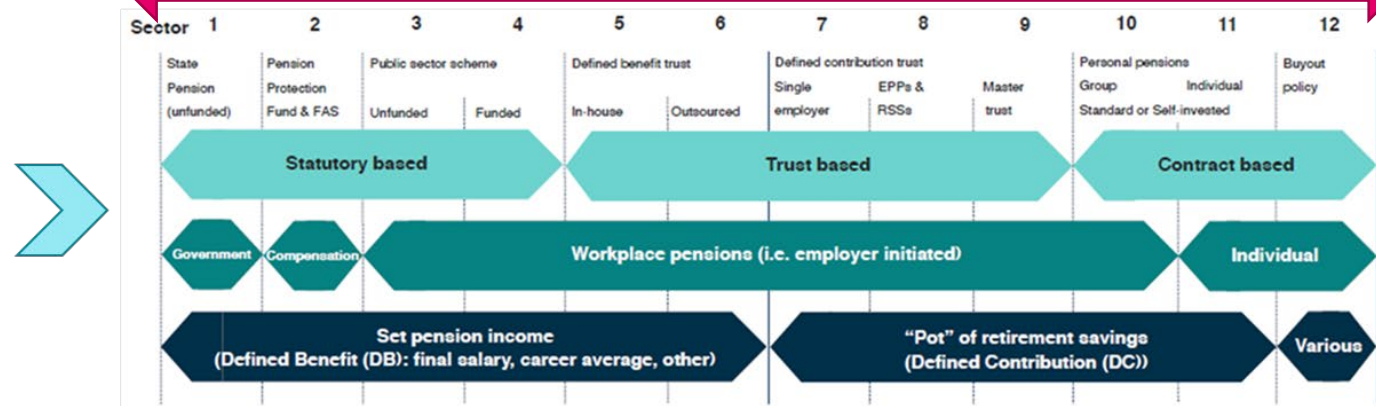 Sector 1 2 3 4 5 6 7 8 9 10 11 12
State
Pension
(unfunded)
Pension
Protection
Fund & FAS
Public sector scheme
Unfunded
Funded
Defined benefit trust
In-house
Outsourced
Defined contribution trust
Single
employer
EPPs &
RSSs
Master
trust
Personal pensions
Group Individual
Standard or Self-invested
Buyout
policy
Statutory based
Trust based
Contract based
Government
Compensation
Workplace pensions (i.e. employer initiated)
Individual
Set pension income
(Defined Benefit (DB): final salary, career average, other)
“Pot” of retirement savings
(Defined Contribution (DC))
Various